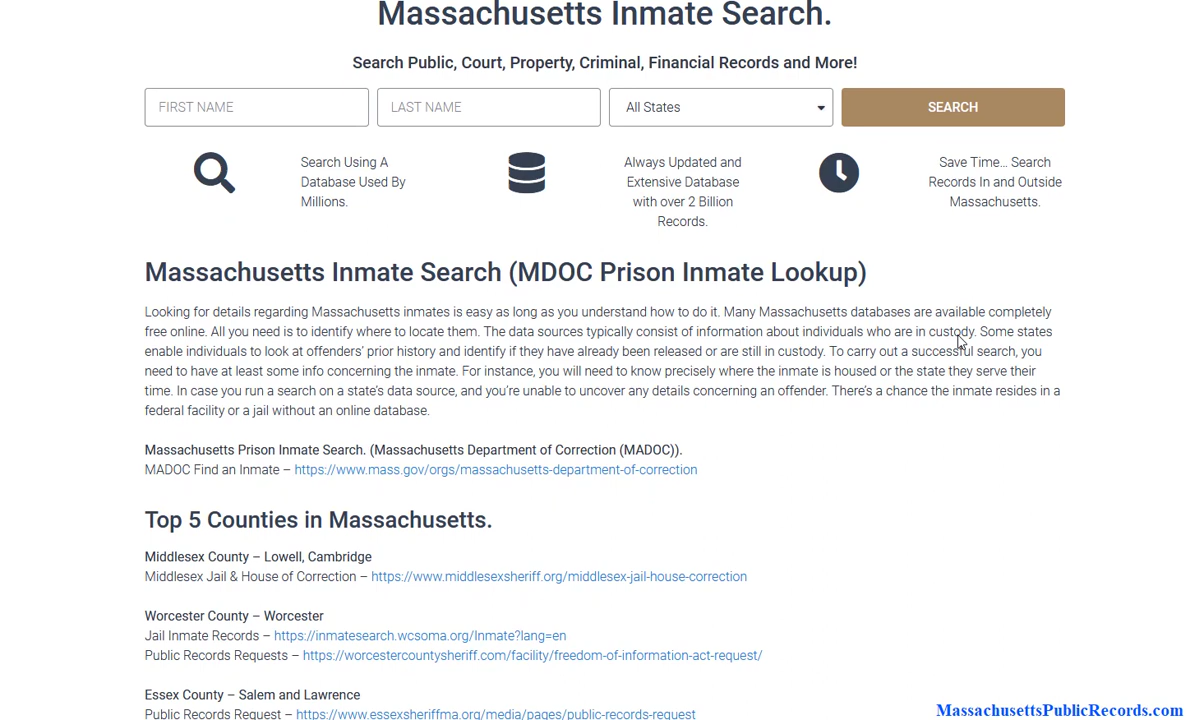 Massachusetts Inmate Search.
Search Public, Court, Property, Criminal, Financial Records and More!
FIRST NAME
LAST NAME
All States
SEARCH
Search Using A
Database Used By
Millions.
Always Updated and
Extensive Database
with over 2 Billion
Records.
Save Time... Search
Records In and Outside
Massachusetts.
Massachusetts Inmate Search (MDOC Prison Inmate Lookup)
Looking for details regarding Massachusetts inmates is easy as long as you understand how to do it. Many Massachusetts databases are available completely
free online. All you need is to identify where to locate them. The data sources typically consist of information about individuals who are in custody. Some states
enable individuals to look at offenders’ prior history and identify if they have already been released or are still in custody. To carry out a successful search, you
need to have at least some info concerning the inmate. For instance, you will need to know precisely where the inmate is housed or the state they serve their
time. In case you run a search on a state’s data source, and you’re unable to uncover any details concerning an offender. There’s a chance the inmate resides in a
federal facility or a jail without an online database.
Massachusetts Prison Inmate Search. (Massachusetts Department of Correction (MADOC)).
MADOC Find an Inmate – https://www.mass.gov/orgs/massachusetts-department-of-correction
Top 5 Counties in Massachusetts.
Middlesex County – Lowell, Cambridge
Middlesex Jail & House of Correction – https://www.middlesexsheriff.org/middlesex-jail-house-correction
Worcester County – Worcester
Jail Inmate Records – https://inmatesearch.wcsoma.org/Inmate?lang=en
Public Records Requests – https://worcestercountysheriff.com/facility/freedom-of-information-act-request/
Essex County – Salem and Lawrence
Public Records Request – https://www.essexsheriffma.org/media/pages/public-records-request
MassachusettsPublicRecords.com